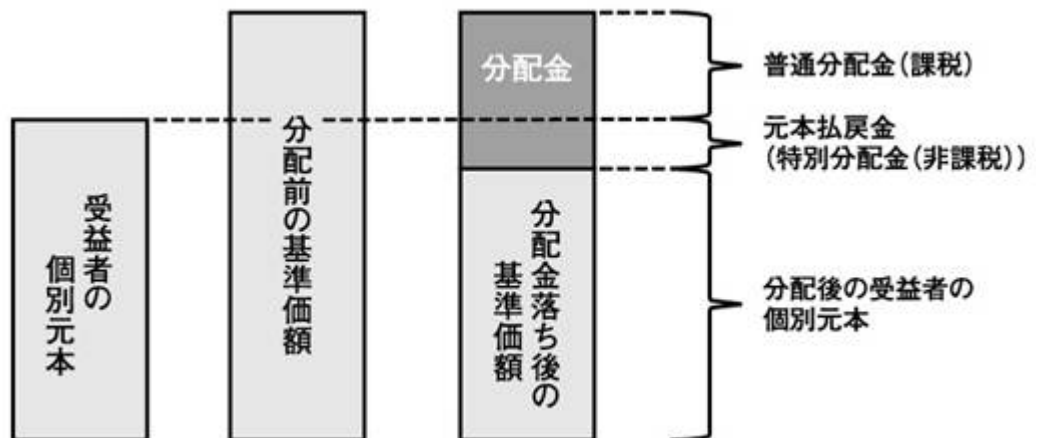 受益者の
個別元本
分配前の基準価額
分配金
分配金落ち後の
基準価額
普通分配金(課税)
元本払戻金
(特別分配金(非課税))
分配後の受益者の
個別元本